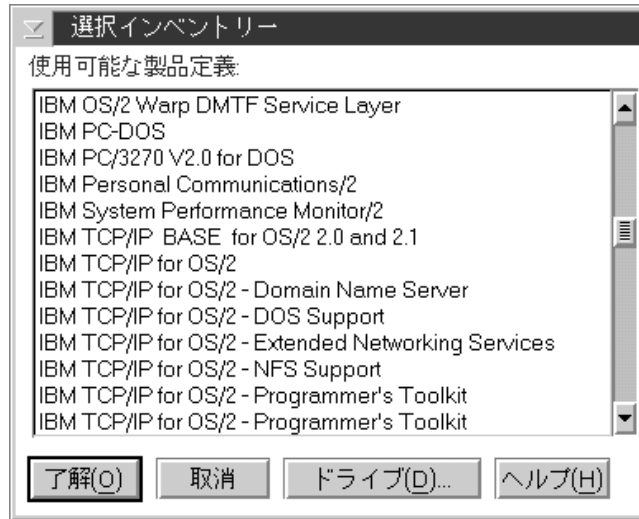 選択インベントリー
使用可能な製品定義:
IBM OS/2 Warp DMTF Service Layer
IBM PC-DOS
IBM PC/3270 V2.0 for DOS
IBM Personal Communications/2
IBM System Performance Monitor/2
IBM TCP/IP  BASE  for OS/2 2.0 and 2.1
IBM TCP/IP for OS/2
IBM TCP/IP for OS/2 - Domain Name Server
IBM TCP/IP for OS/2 - DOS Support
IBM TCP/IP for OS/2 - Extended Networking Services
IBM TCP/IP for OS/2 - NFS Support
IBM TCP/IP for OS/2 - Programmer's Toolkit
IBM TCP/IP for OS/2 - Programmer's Toolkit
了解(O) 取消 ドライブ(D)... ヘルプ(H)